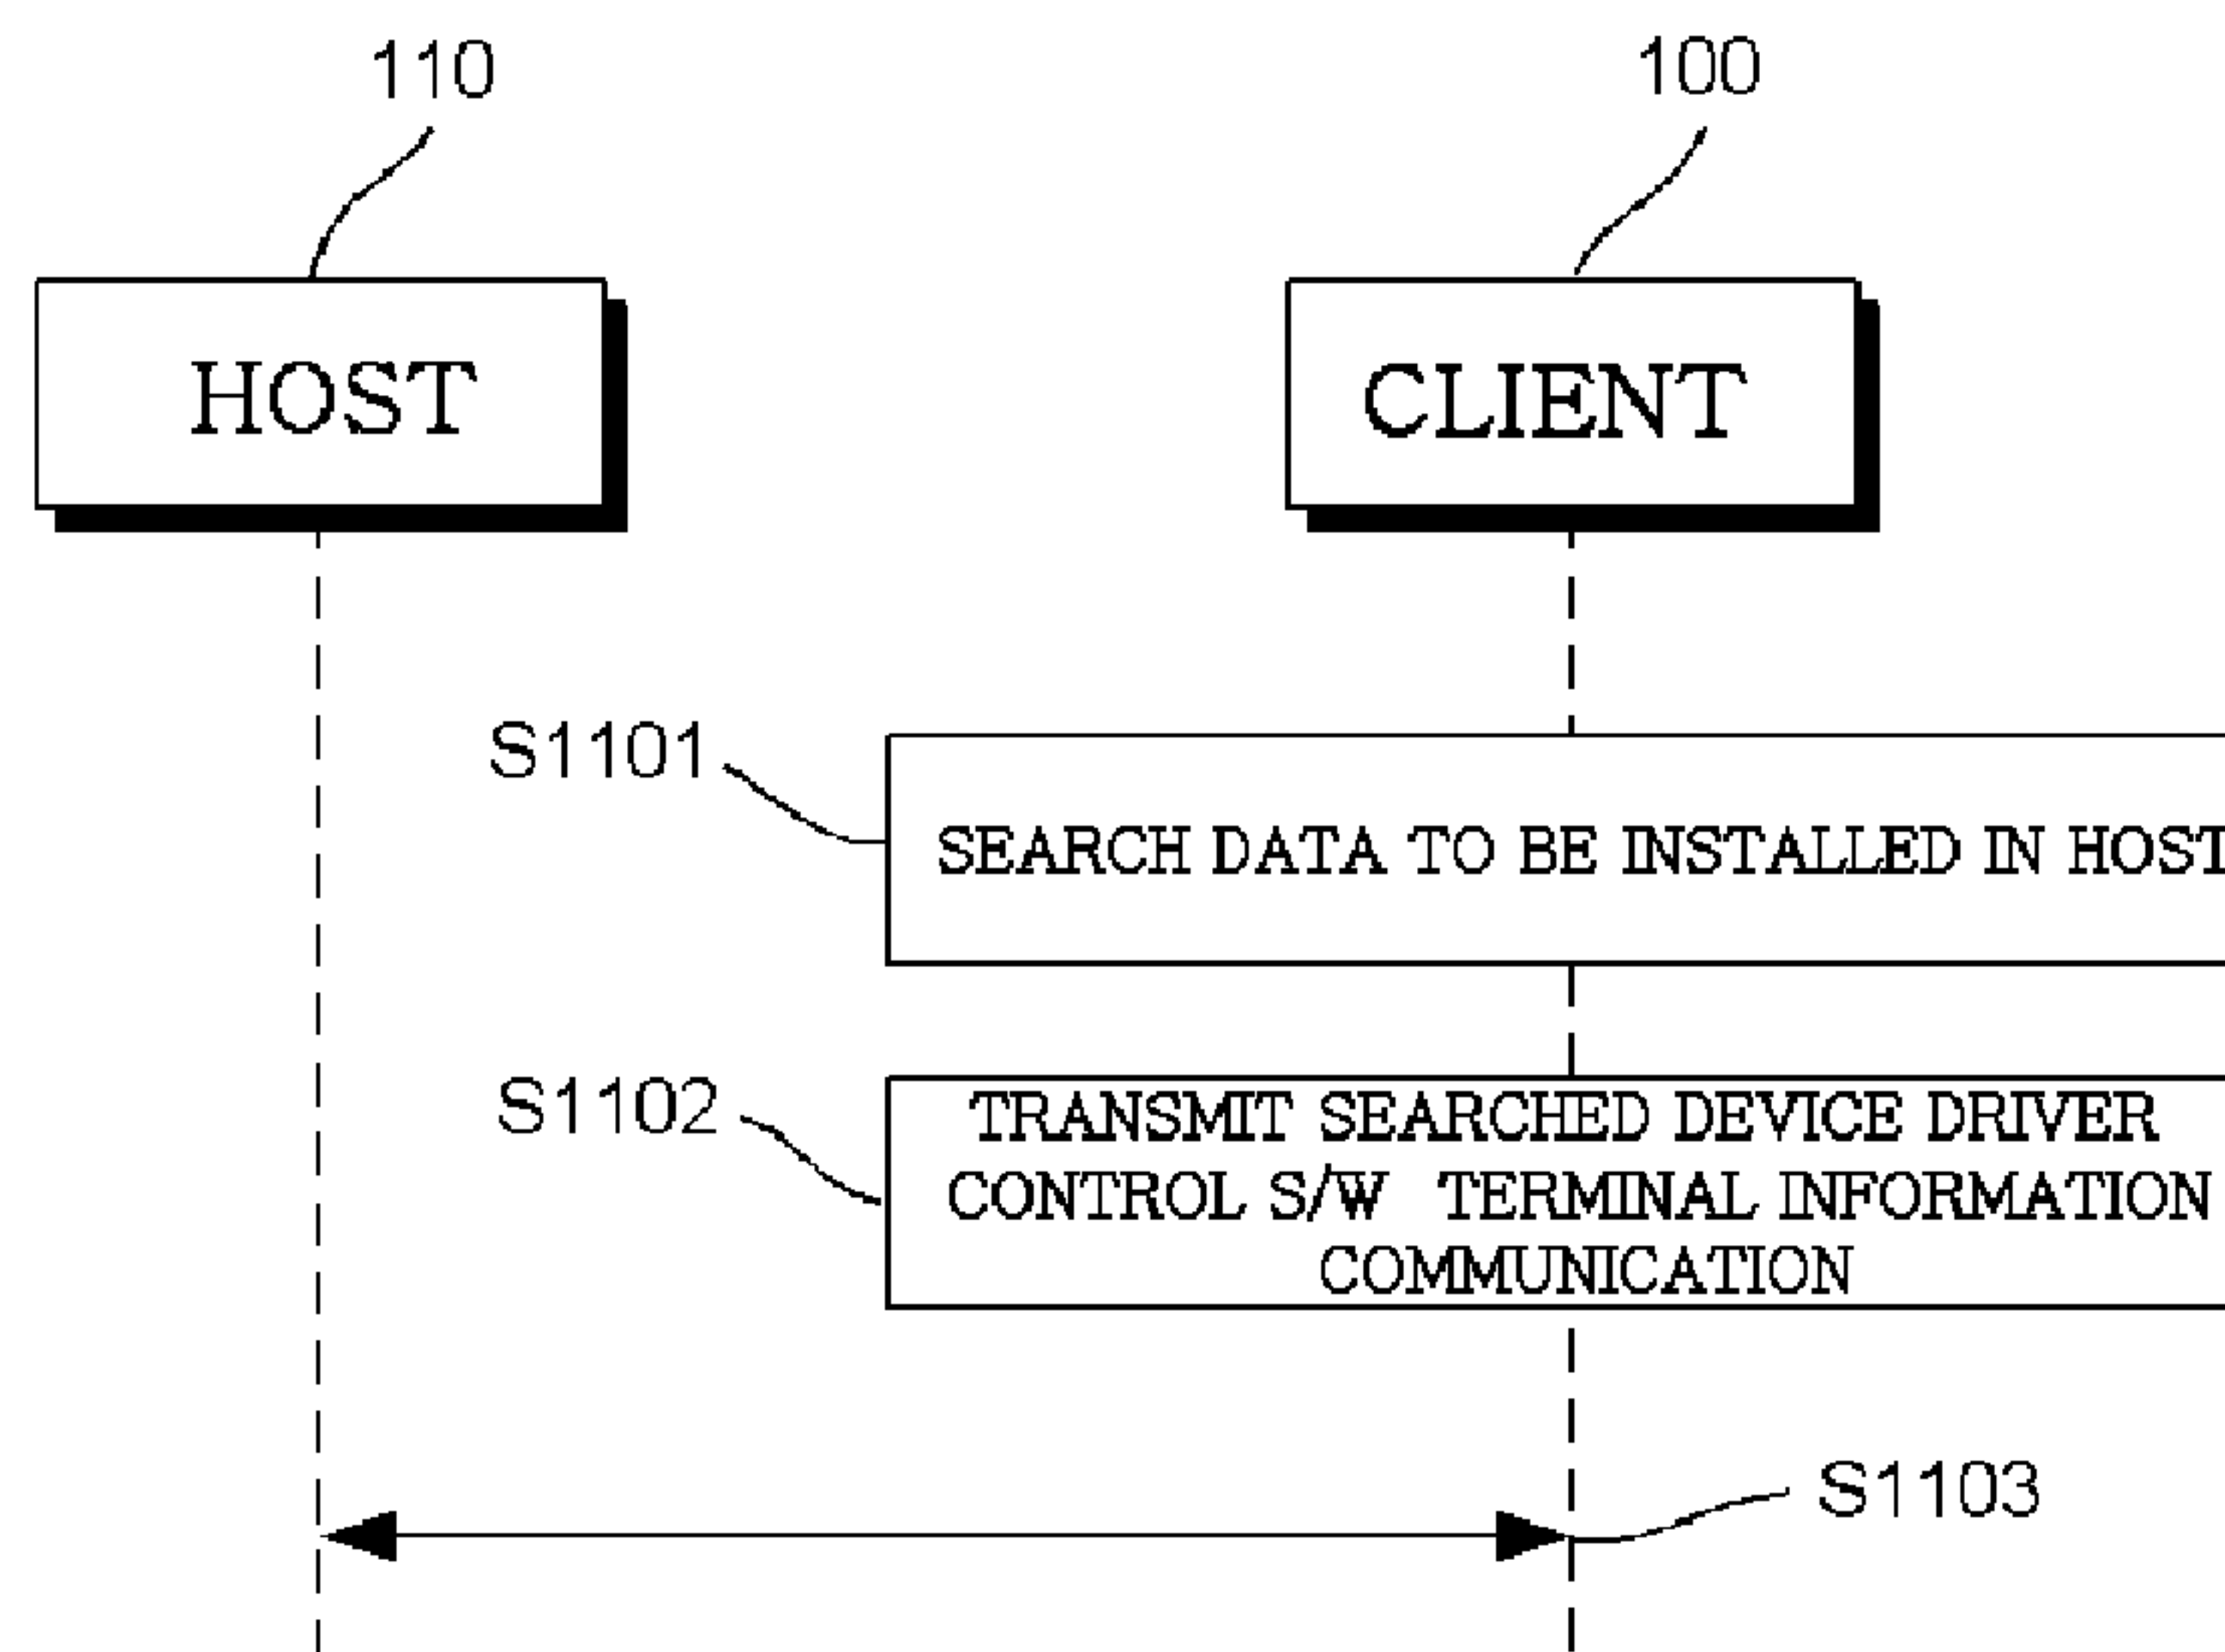 110
100
HOST
CLIENT
S1101
SEARCH DATA TO BE INSTALLED IN HOST
S1102
TRANSMIT SEARCHED DEVICE DRIVER
CONTROL S/W TERMINAL INFORMATION
COMMUNICATION
S1103